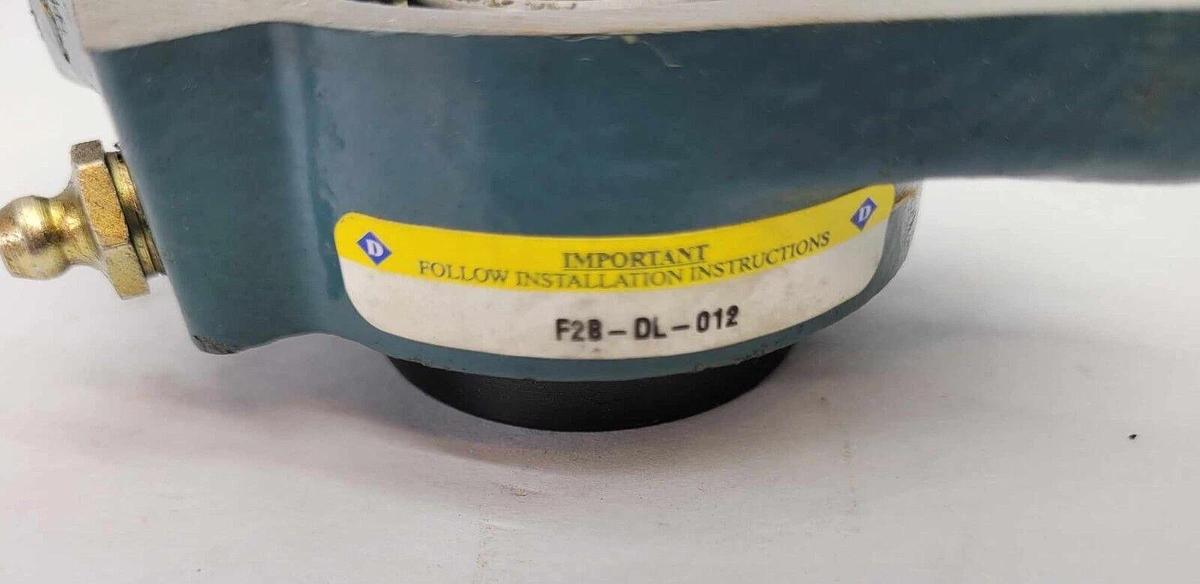 D
D
IMPORTANT
FOLLOW INSTALLATION INSTRUCTIONS
F2B-DL-012